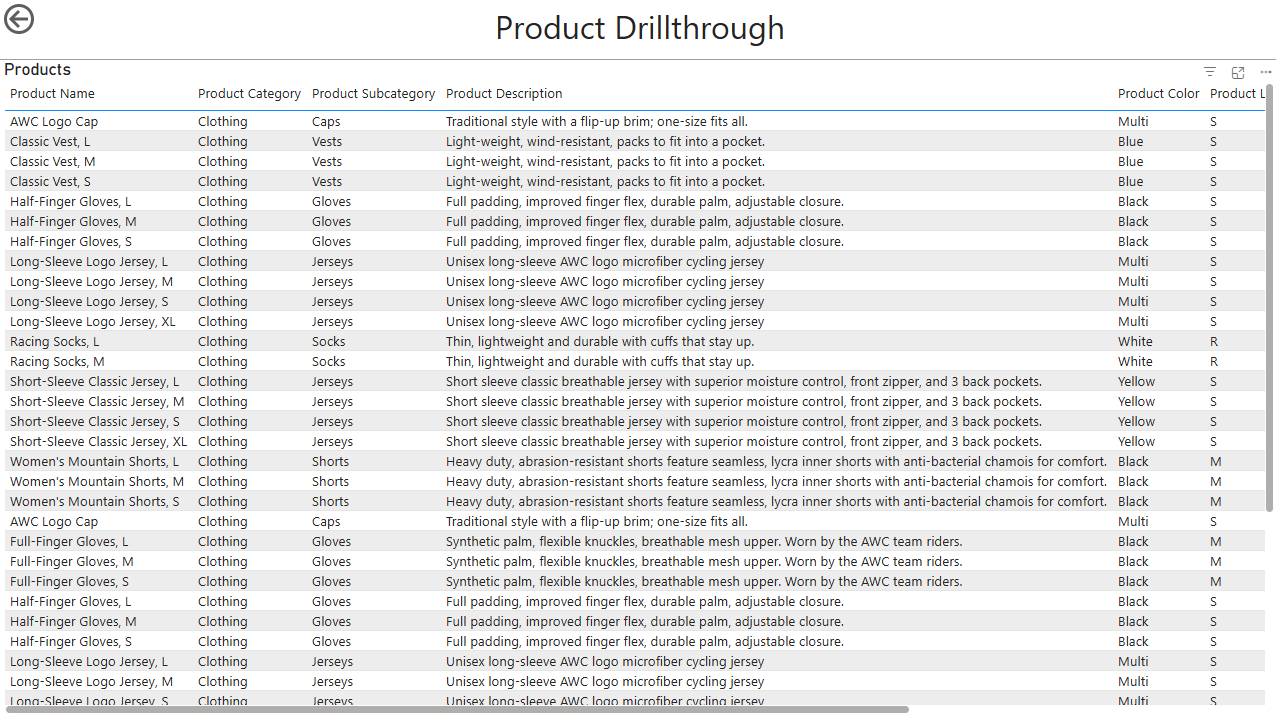 Product Drillthrough
Products
Product Name Product Category Product Subcategory Product Description Product Color Product L
AWC Logo Cap Clothing Caps Traditional style with a flip-up brim; one-size fits all. Multi S
Classic Vest, L Clothing Vests Light-weight, wind-resistant, packs to fit into a pocket. Blue S
Classic Vest, M Clothing Vests Light-weight, wind-resistant, packs to fit into a pocket. Blue S
Classic Vest, S Clothing Vests Light-weight, wind-resistant, packs to fit into a pocket. Blue S
Half-Finger Gloves, L Clothing Gloves Full padding, improved finger flex, durable palm, adjustable closure. Black S
Half-Finger Gloves, M Clothing Gloves Full padding, improved finger flex, durable palm, adjustable closure. Black S
Half-Finger Gloves, S Clothing Gloves Full padding, improved finger flex, durable palm, adjustable closure. Black S
Long-Sleeve Logo Jersey, L Clothing Jerseys Unisex long-sleeve AWC logo microfiber cycling jersey Multi S
Long-Sleeve Logo Jersey, M Clothing Jerseys Unisex long-sleeve AWC logo microfiber cycling jersey Multi S
Long-Sleeve Logo Jersey, S Clothing Jerseys Unisex long-sleeve AWC logo microfiber cycling jersey Multi S
Long-Sleeve Logo Jersey, XL Clothing Jerseys Unisex long-sleeve AWC logo microfiber cycling jersey Multi S
Racing Socks, L Clothing Socks Thin, lightweight and durable with cuffs that stay up. White R
Racing Socks, M Clothing Socks Thin, lightweight and durable with cuffs that stay up. White R
Short-Sleeve Classic Jersey, L Clothing Jerseys Short sleeve classic breathable jersey with superior moisture control, front zipper, and 3 back pockets. Yellow S
Short-Sleeve Classic Jersey, M Clothing Jerseys Short sleeve classic breathable jersey with superior moisture control, front zipper, and 3 back pockets. Yellow S
Short-Sleeve Classic Jersey, S Clothing Jerseys Short sleeve classic breathable jersey with superior moisture control, front zipper, and 3 back pockets. Yellow S
Short-Sleeve Classic Jersey, XL Clothing Jerseys Short sleeve classic breathable jersey with superior moisture control, front zipper, and 3 back pockets. Yellow S
Women's Mountain Shorts, L Clothing Shorts Heavy duty, abrasion-resistant shorts feature seamless, lycra inner shorts with anti-bacterial chamois for comfort. Black M
Women's Mountain Shorts, M Clothing Shorts Heavy duty, abrasion-resistant shorts feature seamless, lycra inner shorts with anti-bacterial chamois for comfort. Black M
Women's Mountain Shorts, S Clothing Shorts Heavy duty, abrasion-resistant shorts feature seamless, lycra inner shorts with anti-bacterial chamois for comfort. Black M
AWC Logo Cap Clothing Caps Traditional style with a flip-up brim; one-size fits all. Multi S
Full-Finger Gloves, L Clothing Gloves Synthetic palm, flexible knuckles, breathable mesh upper. Worn by the AWC team riders. Black M
Full-Finger Gloves, M Clothing Gloves Synthetic palm, flexible knuckles, breathable mesh upper. Worn by the AWC team riders. Black M
Full-Finger Gloves, S Clothing Gloves Synthetic palm, flexible knuckles, breathable mesh upper. Worn by the AWC team riders. Black M
Half-Finger Gloves, L Clothing Gloves Full padding, improved finger flex, durable palm, adjustable closure. Black S
Half-Finger Gloves, M Clothing Gloves Full padding, improved finger flex, durable palm, adjustable closure. Black S
Half-Finger Gloves, S Clothing Gloves Full padding, improved finger flex, durable palm, adjustable closure. Black S
Long-Sleeve Logo Jersey, L Clothing Jerseys Unisex long-sleeve AWC logo microfiber cycling jersey Multi S
Long-Sleeve Logo Jersey, M Clothing Jerseys Unisex long-sleeve AWC logo microfiber cycling jersey Multi S
Long-Sleeve Logo Jersey, S Clothing Jerseys Unisex long-sleeve AWC logo microfiber cycling jersey Multi S